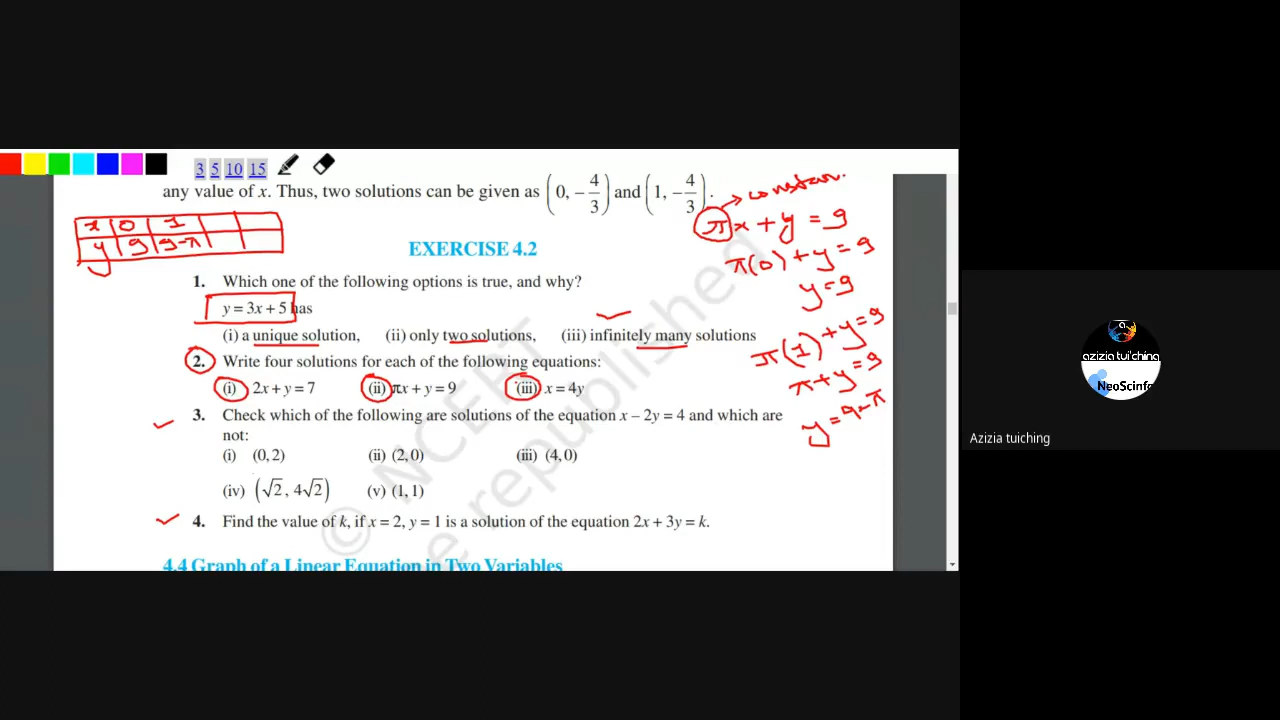 3 5 10 15
any value of x. Thus, two solutions can be given as (0, −4/3) and (1, −4/3).
→ constan
πx + y = 9
x 0 1
y 9 9−π
π(0) + y = 9
y = 9
EXERCISE 4.2
1. Which one of the following options is true, and why?
y = 3x + 5 has
(i) a unique solution, (ii) only two solutions, (iii) infinitely many solutions
π(1) + y = 9
π + y = 9
y = 9 − π
2. Write four solutions for each of the following equations:
(i) 2x + y = 7 (ii) πx + y = 9 (iii) x = 4y
3. Check which of the following are solutions of the equation x – 2y = 4 and which are
not:
(i) (0, 2) (ii) (2, 0) (iii) (4, 0)
(iv) (√2, 4√2) (v) (1, 1)
4. Find the value of k, if x = 2, y = 1 is a solution of the equation 2x + 3y = k.
4.4 Graph of a Linear Equation in Two Variables
© NCERT
e republished
azizia tui'ching
NeoScinfo
Azizia tuiching